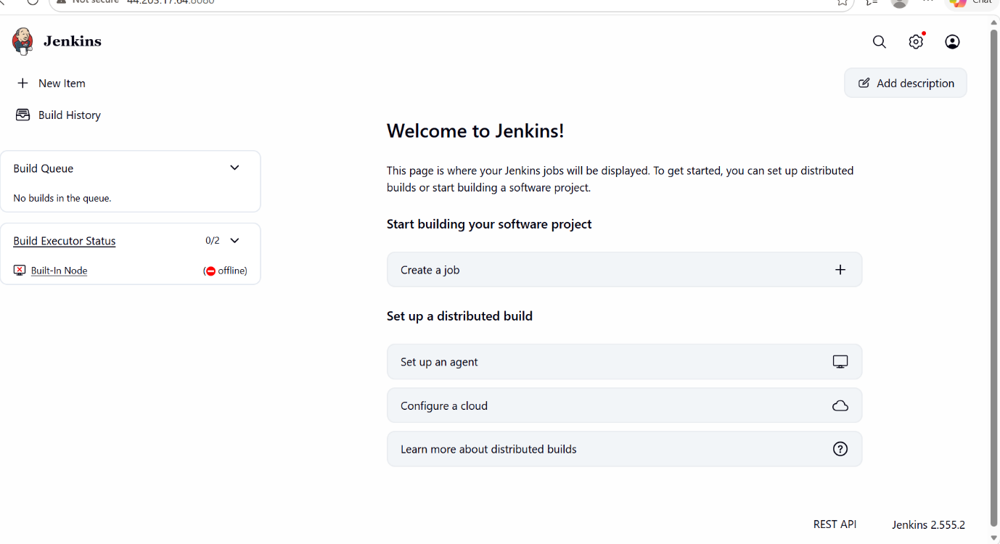 Not secure 44.203.17.64:8080
Chat
Jenkins
New Item
Add description
Build History
Welcome to Jenkins!
Build Queue
This page is where your Jenkins jobs will be displayed. To get started, you can set up distributed
builds or start building a software project.
No builds in the queue.
Start building your software project
Build Executor Status 0/2
Create a job
Built-In Node (offline)
Set up a distributed build
Set up an agent
Configure a cloud
Learn more about distributed builds
REST API Jenkins 2.555.2